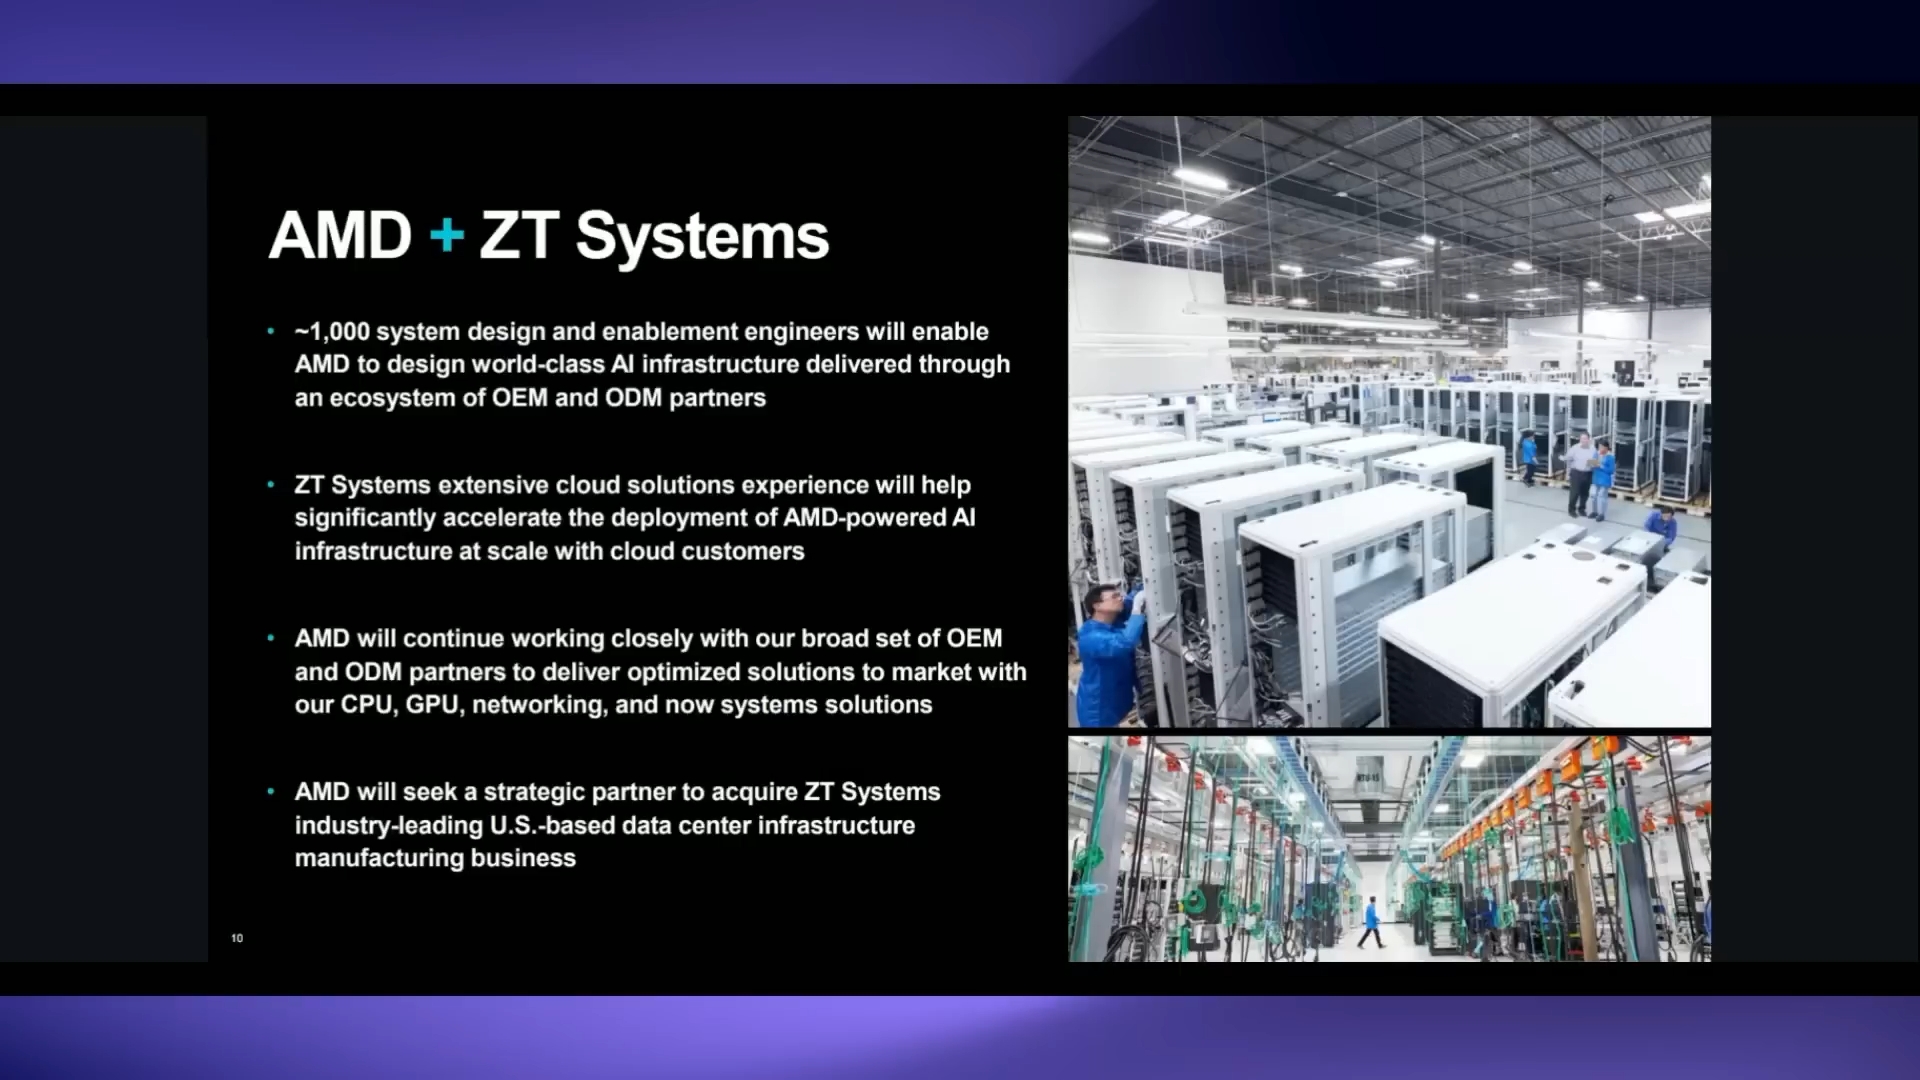 AMD + ZT Systems
• ~1,000 system design and enablement engineers will enable
AMD to design world-class AI infrastructure delivered through
an ecosystem of OEM and ODM partners
• ZT Systems extensive cloud solutions experience will help
significantly accelerate the deployment of AMD-powered AI
infrastructure at scale with cloud customers
• AMD will continue working closely with our broad set of OEM
and ODM partners to deliver optimized solutions to market with
our CPU, GPU, networking, and now systems solutions
• AMD will seek a strategic partner to acquire ZT Systems
industry-leading U.S.-based data center infrastructure
manufacturing business
10